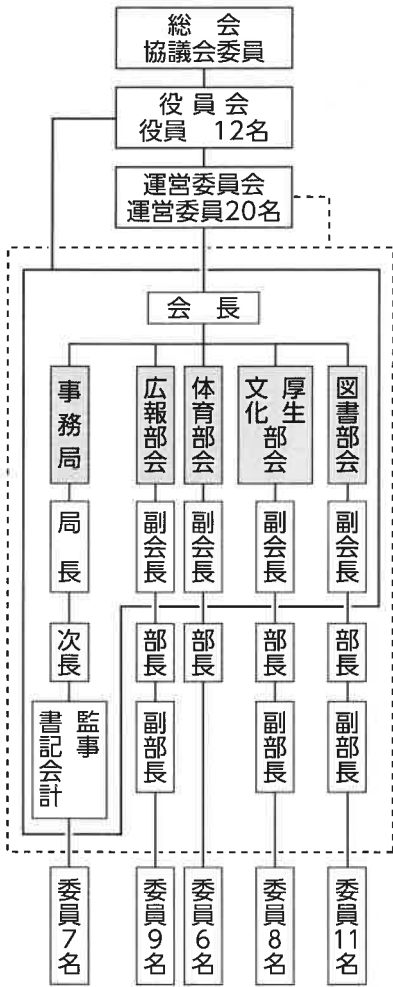 総会
協議会委員
役員会
役員 12名
運営委員会
運営委員20名
会長
事務局
広報部会
体育部会
厚生
文化
部会
図書部会
局長
副会長
副会長
副会長
副会長
次長
部長
部長
部長
部長
監事
書記会計
副部長
副部長
副部長
委員7名
委員9名
委員6名
委員8名
委員11名